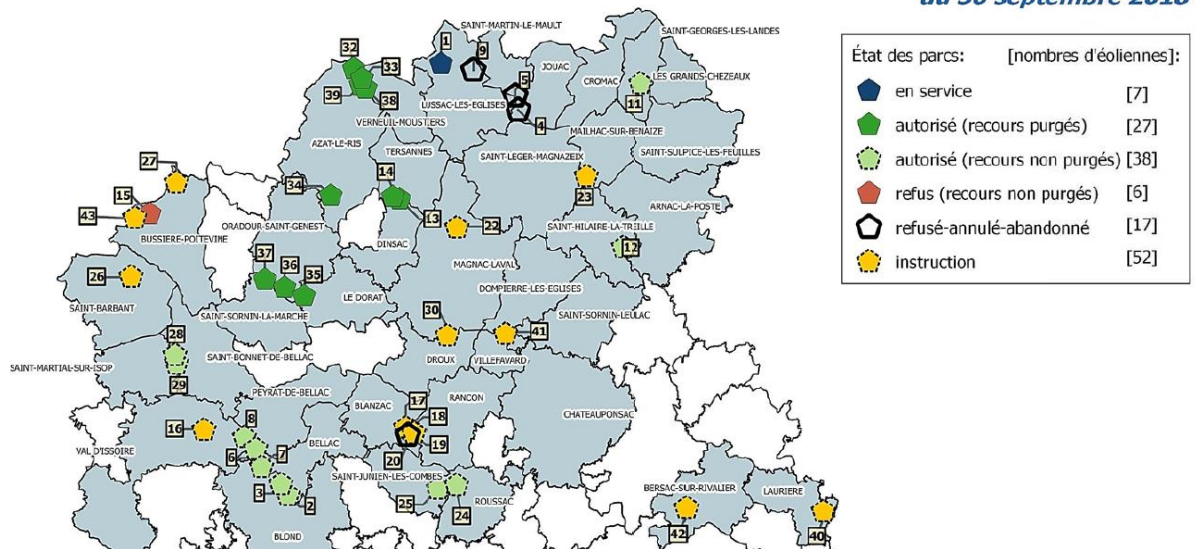 du 30 septembre 2018
État des parcs: [nombres d'éoliennes]:
en service [7]
autorisé (recours purgés) [27]
autorisé (recours non purgés) [38]
refus (recours non purgés) [6]
refusé-annulé-abandonné [17]
instruction [52]
SAINT-MARTIN-LE-MAULT
SAINT-GEORGES-LES-LANDES
32
1
9
33
5
JOUAC
CROMAC
LES GRANDS-CHEZEAUX
39
38
LUSSAC-LES-EGLISES
11
VERNEUIL-MOUSTIERS
4
MAILHAC-SUR-BENAIZE
AZAT-LE-RIS
TERSANNES
SAINT-LEGER-MAGNAZEIX
SAINT-SULPICE-LES-FEUILLES
27
14
34
15
23
ARNAC-LA-POSTE
43
13
22
ORADOUR-SAINT-GENEST
SAINT-HILAIRE-LA-TREILLE
BUSSIERE-POITEVINE
DINSAC
12
37
36
35
MAGNAC-LAVAL
26
DOMPIERRE-LES-EGLISES
LE DORAT
SAINT-BARBANT
SAINT-SORNIN-LA-MARCHE
30
SAINT-SORNIN-LEULAC
28
41
SAINT-BONNET-DE-BELLAC
DROUX
VILLEFAVARD
SAINT-MARTIAL-SUR-ISOP
29
PEYRAT-DE-BELLAC
17
RANCON
BLANZAC
18
CHATEAUPONSAC
8
16
BELLAC
19
VAL D'ISSOIRE
6
7
20
SAINT-JUNIEN-LES-COMBES
BERSAC-SUR-RIVALIER
LAURIERE
3
2
25
24
ROUSSAC
BLOND
42
40